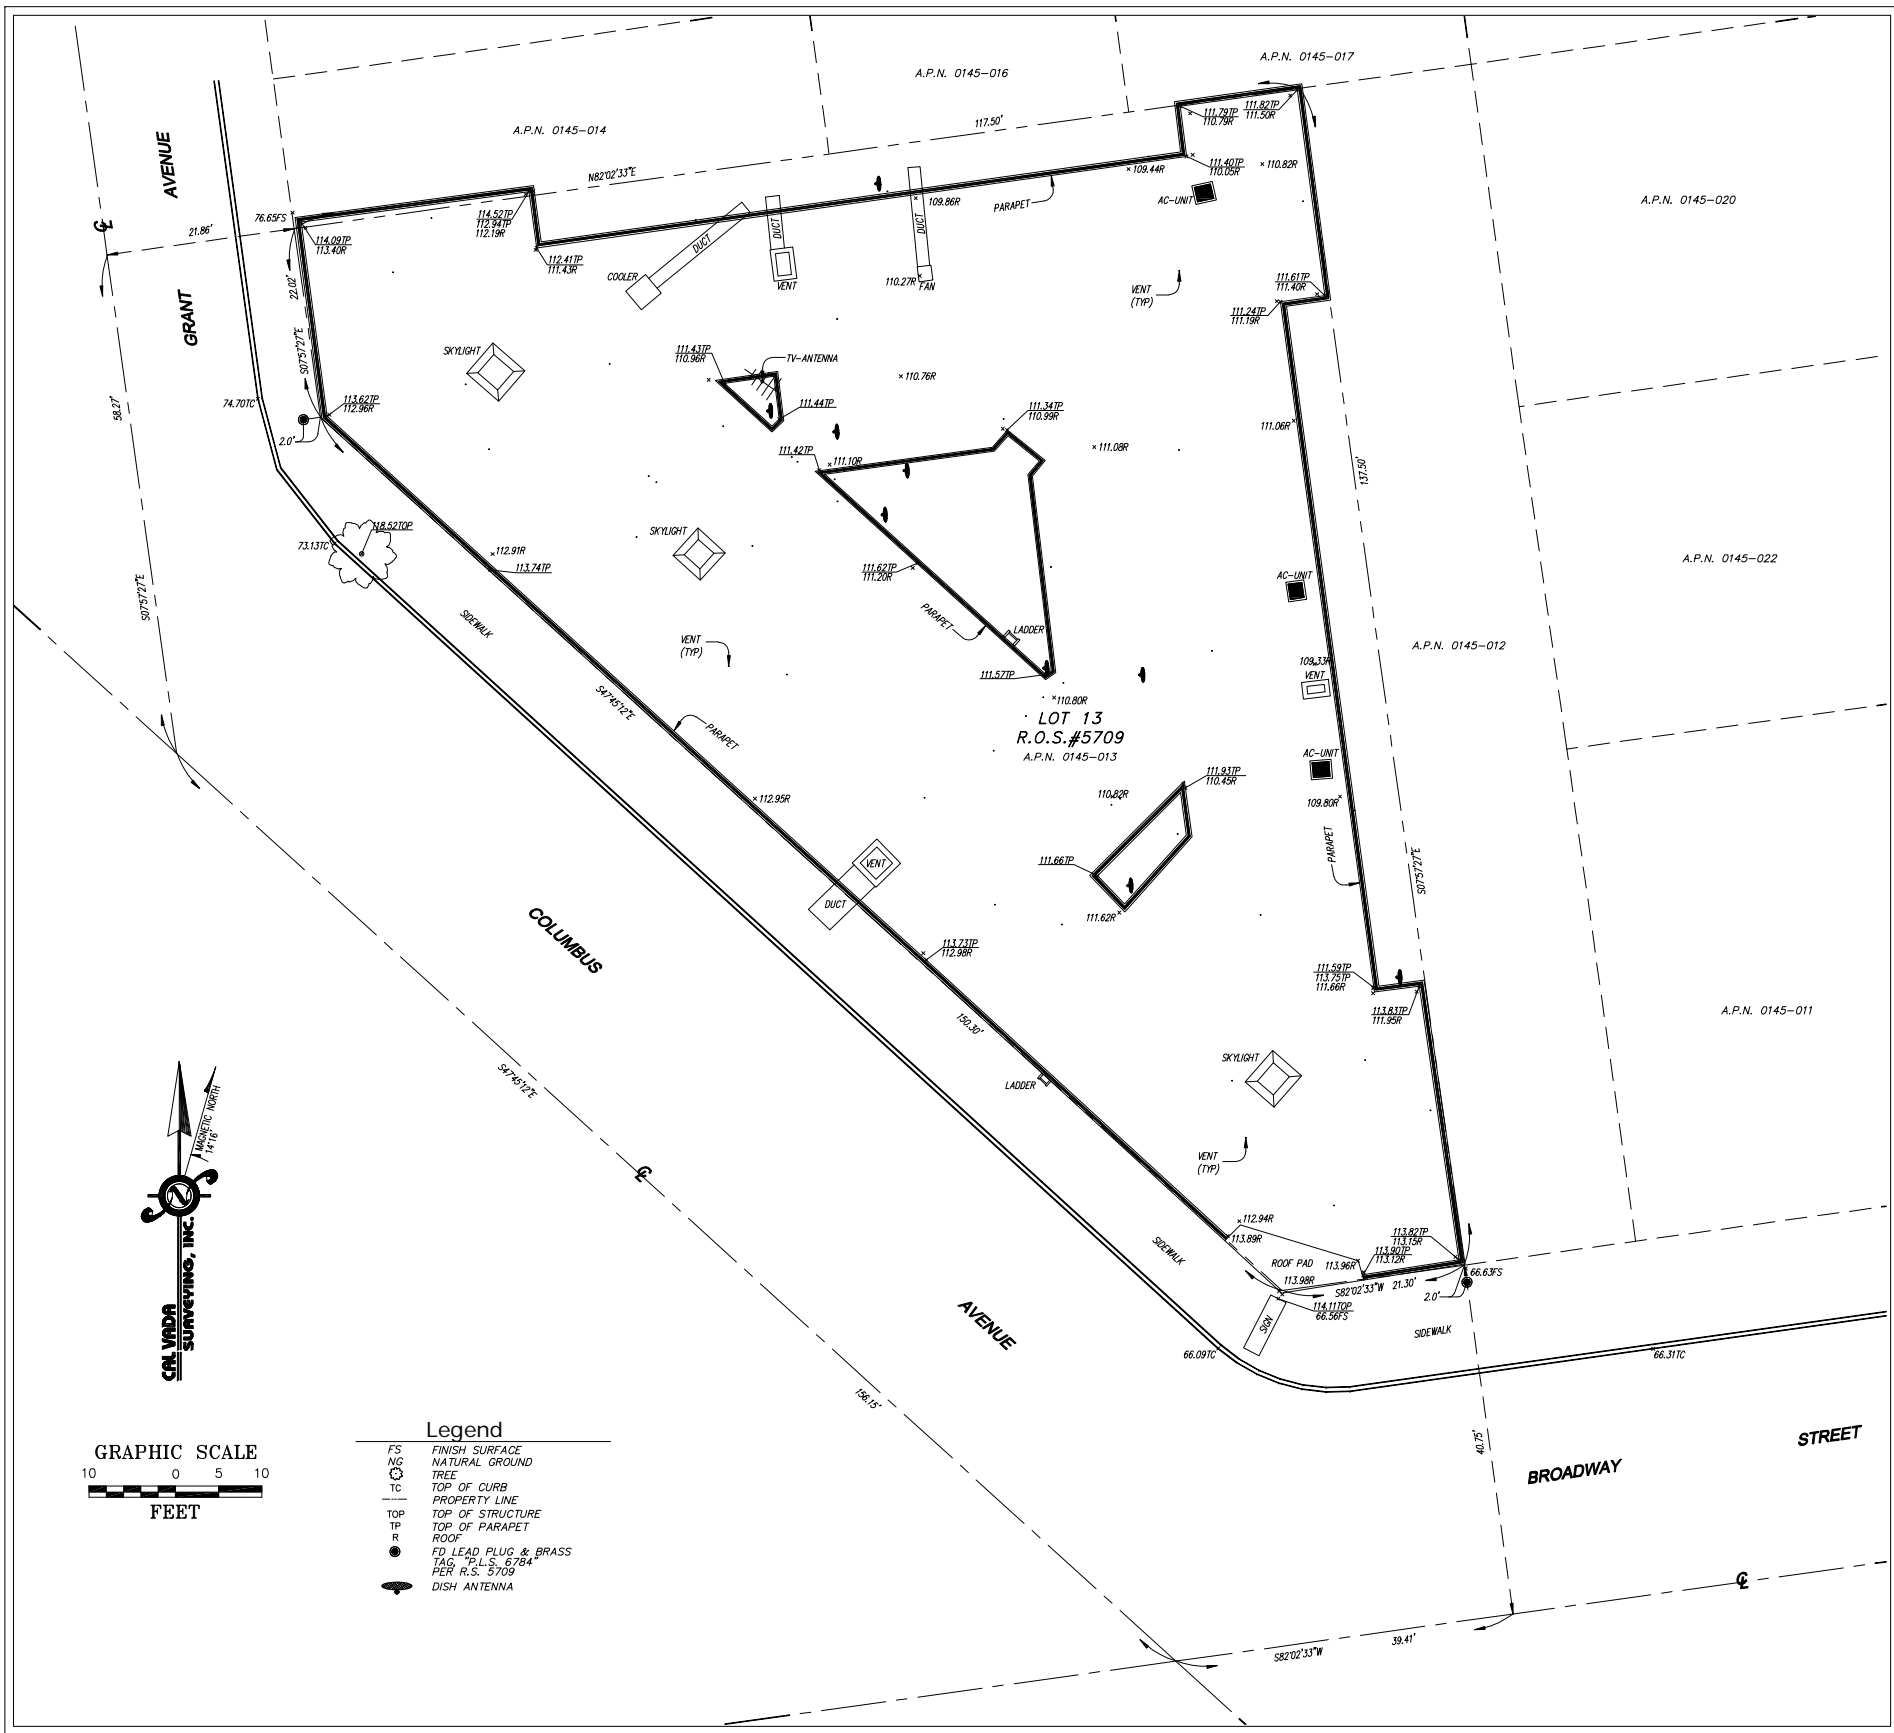 A.P.N. 0145-017
A.P.N. 0145-016
A.P.N. 0145-014
117.50'
N82°02'33"E
111.79TP
110.79R
111.82TP
111.50R
111.40TP
110.05R
110.82R
109.44R
AC-UNIT
PARAPET
109.86R
A.P.N. 0145-020
AVENUE
GRANT
℄
21.86'
76.65FS
114.09TP
113.40R
114.52TP
112.94TP
112.19R
112.41TP
111.43R
22.02'
S07°57'27"E
COOLER
DUCT
DUCT
VENT
DUCT
110.27R
FAN
VENT
(TYP)
111.61TP
111.40R
111.24TP
111.19R
SKYLIGHT
111.43TP
110.96R
TV-ANTENNA
110.76R
111.44TP
111.34TP
110.99R
111.08R
111.06R
137.50'
58.27'
74.70TC
113.62TP
112.96R
2.0'
111.42TP
111.10R
118.52TOP
73.13TC
112.91R
113.74TP
SKYLIGHT
111.62TP
111.20R
PARAPET
LADDER
AC-UNIT
A.P.N. 0145-022
S07°57'27"E
SIDEWALK
VENT
(TYP)
111.57TP
110.80R
109.33R
VENT
A.P.N. 0145-012
S47°45'12"E
PARAPET
LOT 13
R.O.S.#5709
A.P.N. 0145-013
AC-UNIT
111.93TP
110.45R
110.82R
109.80R
112.95R
PARAPET
VENT
DUCT
111.66TP
111.62R
S07°57'27"E
COLUMBUS
113.73TP
112.98R
111.59TP
113.75TP
111.66R
113.83TP
111.95R
A.P.N. 0145-011
150.30'
SKYLIGHT
LADDER
S47°45'12"E
MAGNETIC NORTH
14°16'
CAL VADA
SURVEYING, INC.
℄
VENT
(TYP)
112.94R
113.89R
SIDEWALK
ROOF PAD
113.96R
113.82TP
113.15R
113.90TP
113.12R
113.98R
S82°02'33"W
21.30'
66.63FS
2.0'
114.11TOP
66.56FS
SIGN
SIDEWALK
AVENUE
66.09TC
66.31TC
156.15'
40.75'
BROADWAY
STREET
℄
39.41'
S82°02'33"W
GRAPHIC SCALE
10 0 5 10
FEET
Legend
FS FINISH SURFACE
NG NATURAL GROUND
TREE
TC TOP OF CURB
PROPERTY LINE
TOP TOP OF STRUCTURE
TP TOP OF PARAPET
R ROOF
FD LEAD PLUG & BRASS
TAG, "P.L.S. 6784"
PER R.S. 5709
DISH ANTENNA